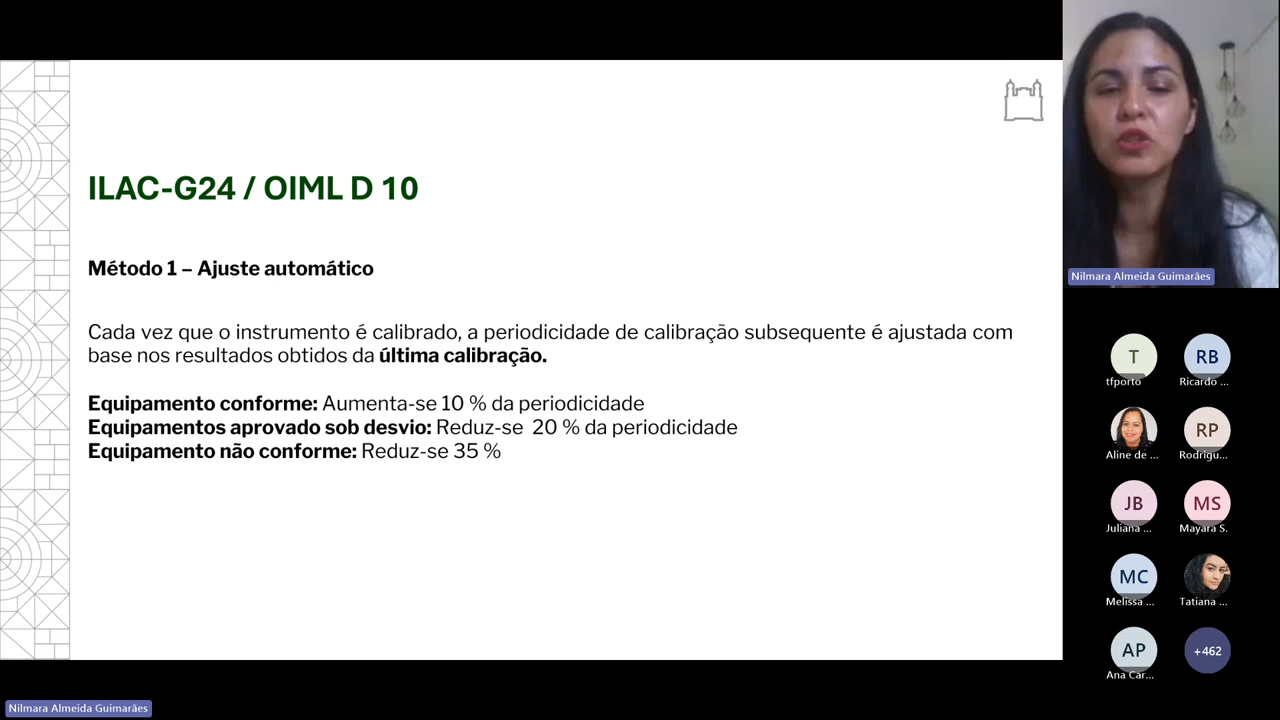 ILAC-G24 / OIML D 10
Método 1 – Ajuste automático
Cada vez que o instrumento é calibrado, a periodicidade de calibração subsequente é ajustada com
base nos resultados obtidos da última calibração.
Equipamento conforme: Aumenta-se 10 % da periodicidade
Equipamentos aprovado sob desvio: Reduz-se 20 % da periodicidade
Equipamento não conforme: Reduz-se 35 %
Nilmara Almeida Guimarães
T
RB
tfporto
Ricardo ...
RP
Aline de ...
Rodrigu...
JB
MS
Juliana ...
Mayara S.
MC
Melissa ...
Tatiana ...
AP
+462
Ana Car...
Nilmara Almeida Guimarães